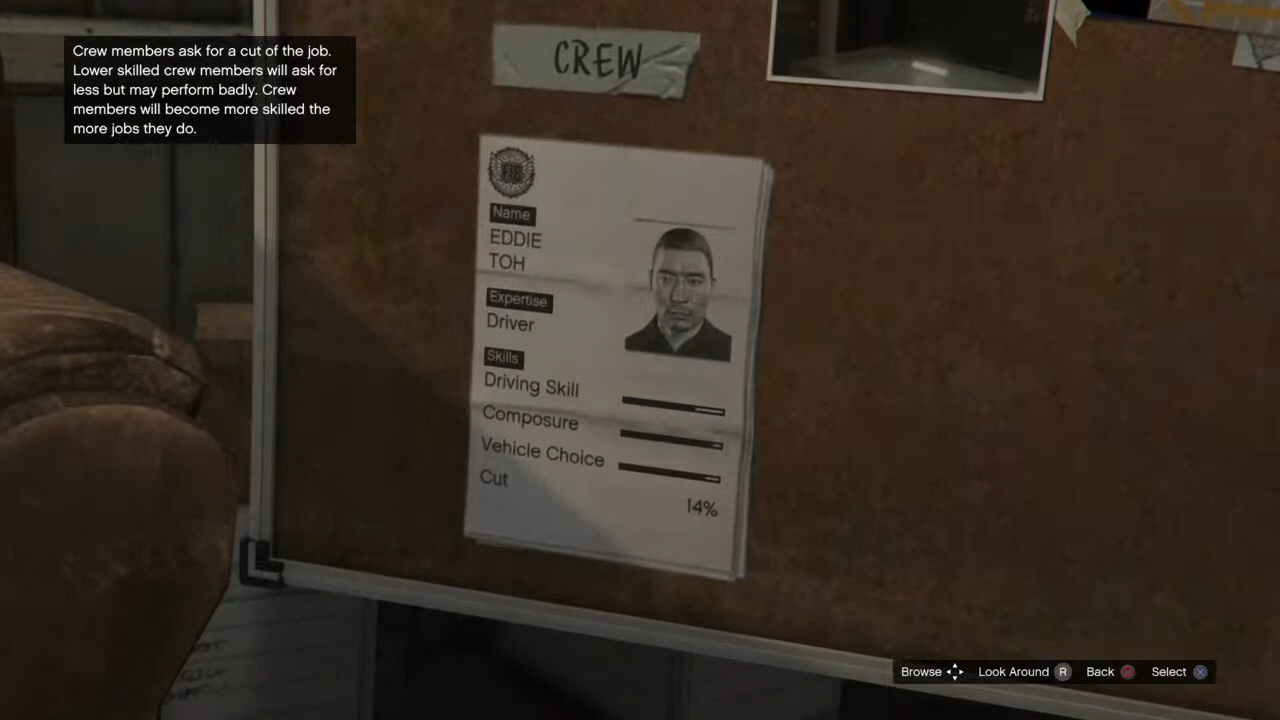 Crew members ask for a cut of the job.
Lower skilled crew members will ask for
less but may perform badly. Crew
members will become more skilled the
more jobs they do.
CREW
FIB
Name
EDDIE
TOH
Expertise
Driver
Skills
Driving Skill
Composure
Vehicle Choice
Cut
14%
Browse Look Around R Back Select